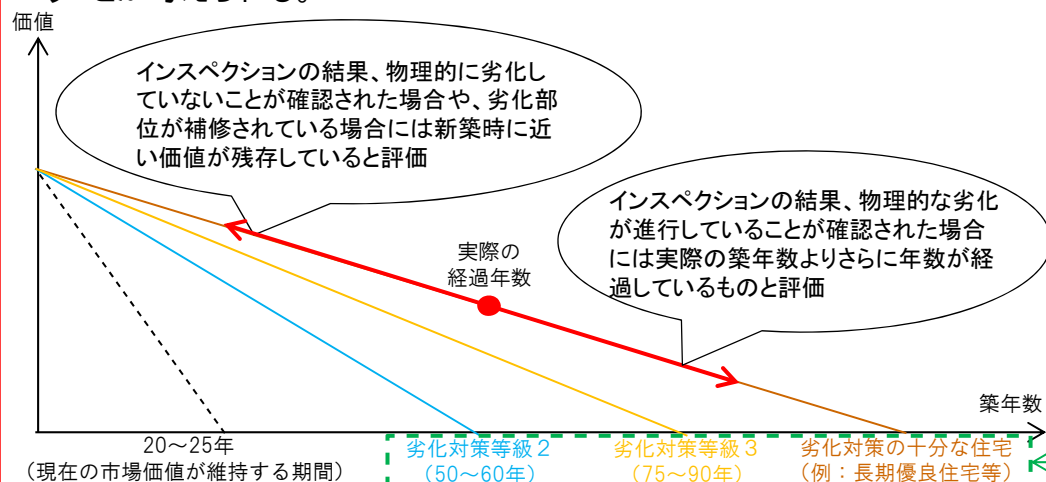 価値
インスペクションの結果、物理的に劣化し
ていないことが確認された場合や、劣化部
位が補修されている場合には新築時に近
い価値が残存していると評価
インスペクションの結果、物理的な劣化
が進行していることが確認された場合
には実際の築年数よりさらに年数が経
過しているものと評価
実際の
経過年数
築年数
20～25年
（現在の市場価値が維持する期間）
劣化対策等級２
（50～60年）
劣化対策等級３
（75～90年）
劣化対策の十分な住宅
（例：長期優良住宅等）